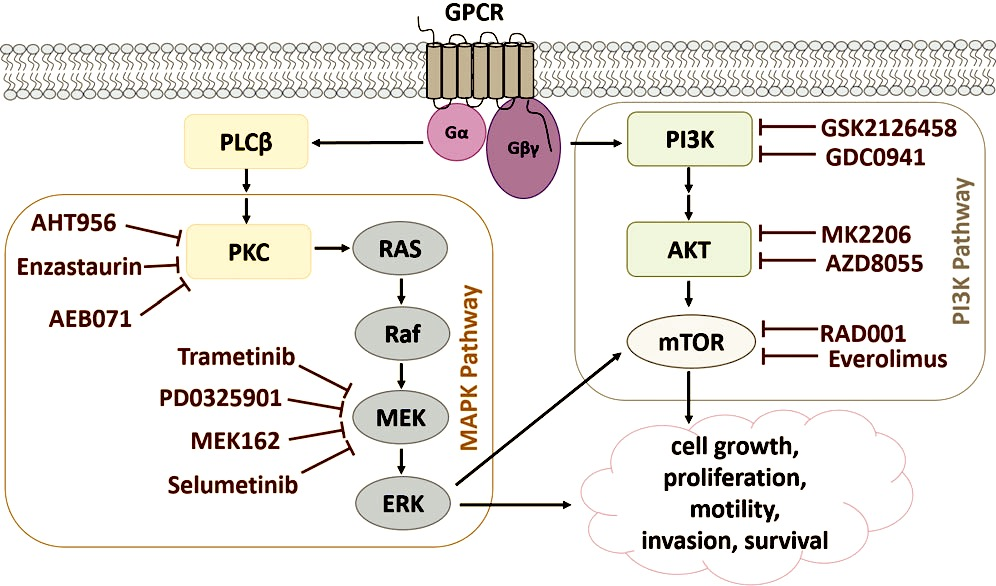 GPCR
Gα
Gβγ
PLCβ
PI3K
GSK2126458
GDC0941
AHT956
Enzastaurin
AEB071
PKC
RAS
AKT
MK2206
AZD8055
PI3K Pathway
Raf
mTOR
RAD001
Everolimus
Trametinib
PD0325901
MEK162
Selumetinib
MEK
MAPK Pathway
ERK
cell growth,
proliferation,
motility,
invasion, survival